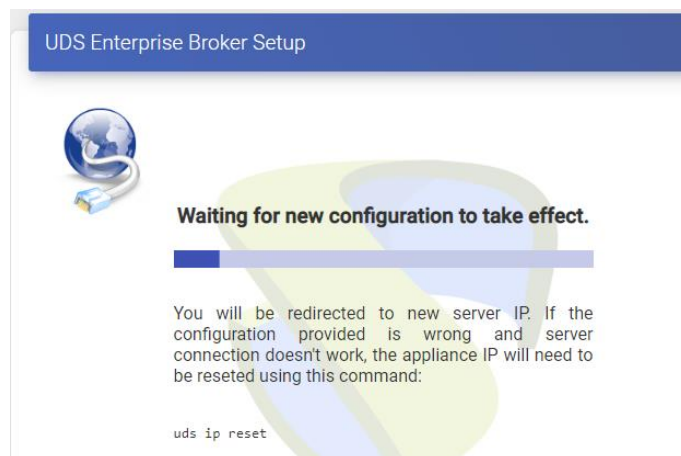 UDS Enterprise Broker Setup
Waiting for new configuration to take effect.
You will be redirected to new server IP. If the
configuration provided is wrong and server
connection doesn't work, the appliance IP will need to
be reseted using this command:
uds ip reset